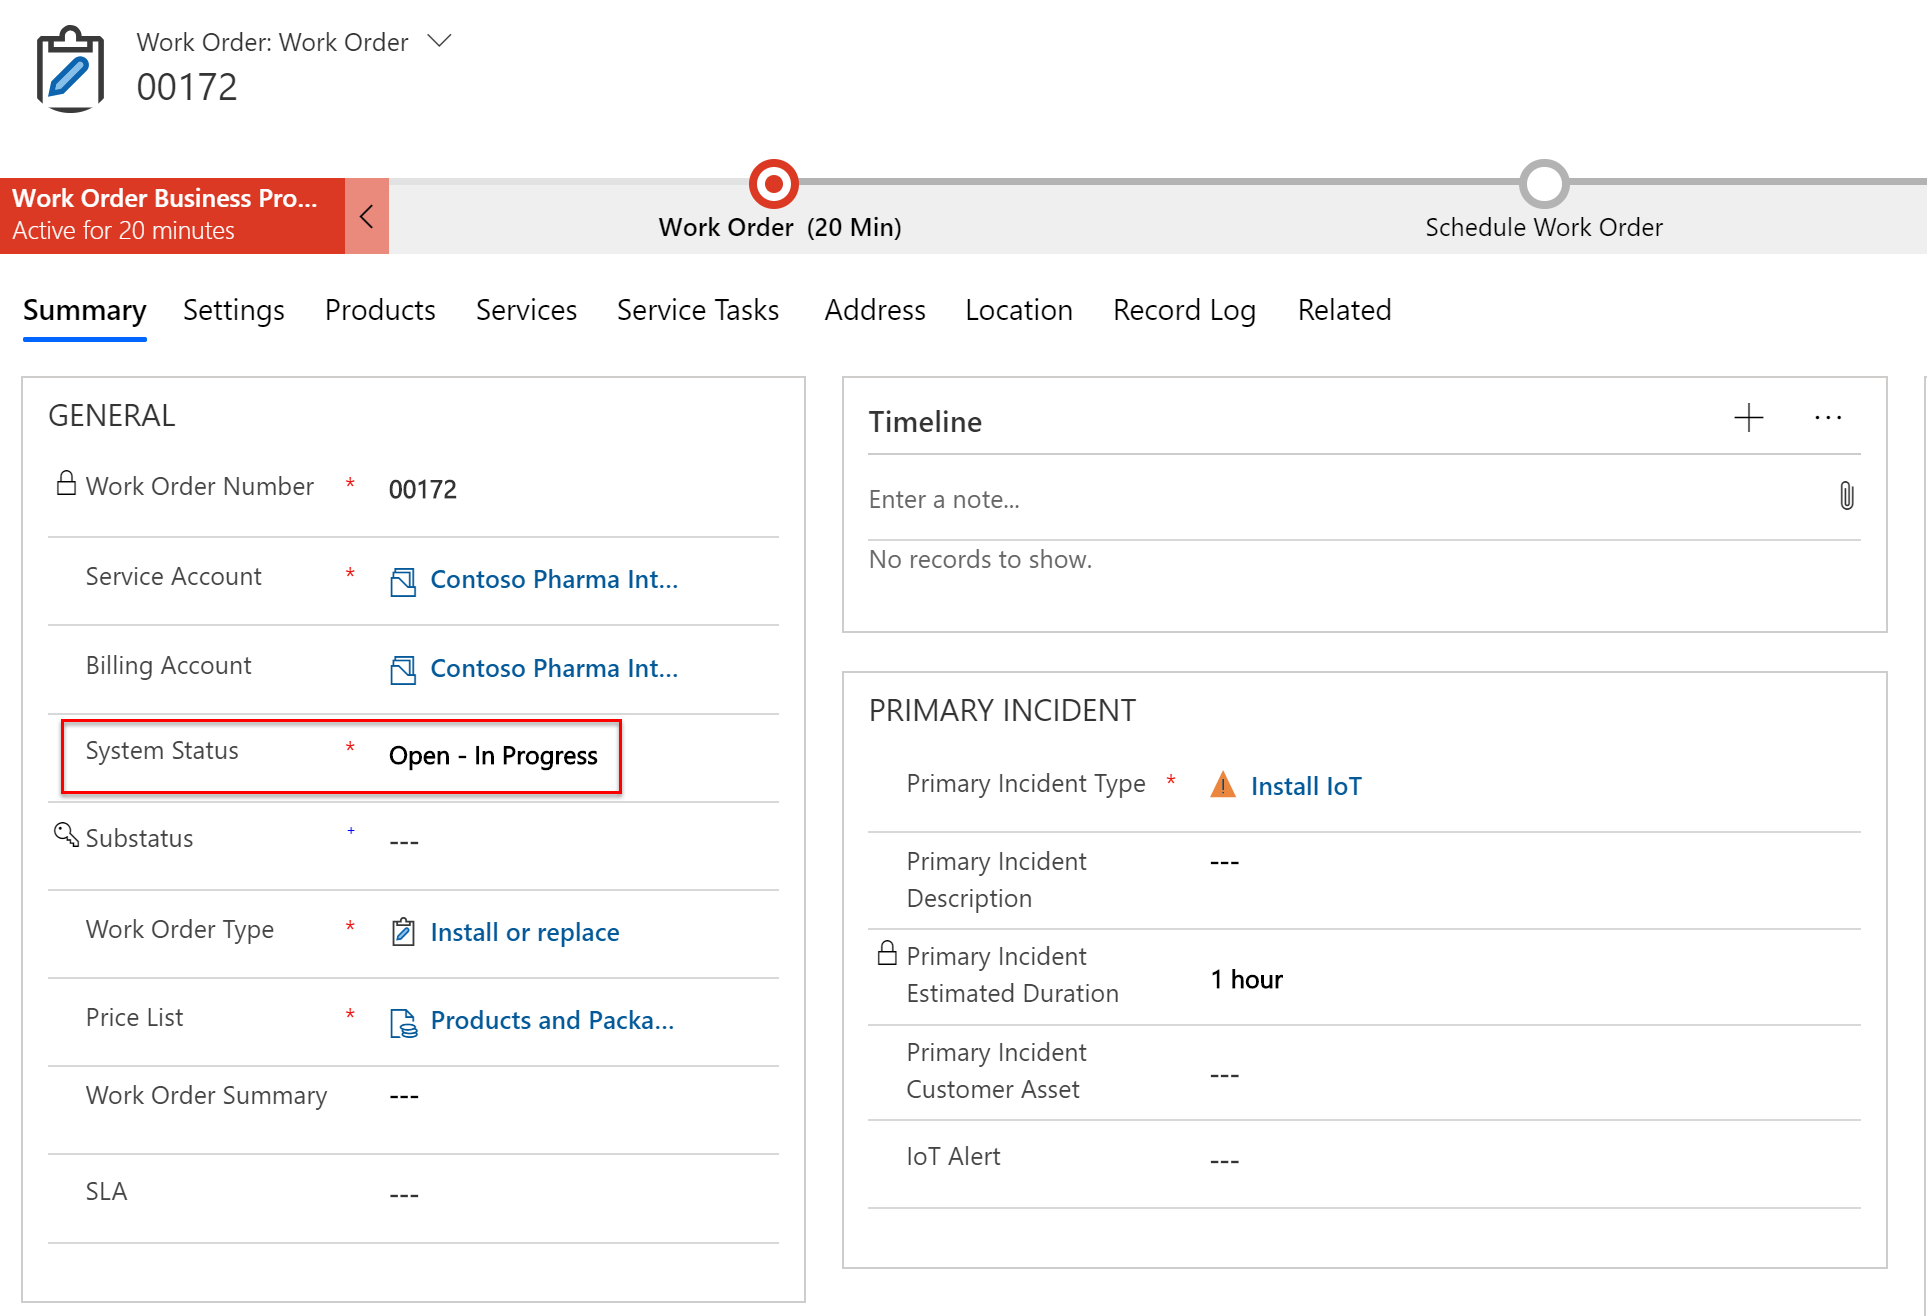 Work Order: Work Order
00172
Work Order Business Pro...
Active for 20 minutes
Work Order (20 Min)
Schedule Work Order
Summary Settings Products Services Service Tasks Address Location Record Log Related
GENERAL
Work Order Number * 00172
Service Account * Contoso Pharma Int...
Billing Account Contoso Pharma Int...
System Status * Open - In Progress
Substatus + ---
Work Order Type * Install or replace
Price List * Products and Packa...
Work Order Summary ---
SLA ---
Timeline
Enter a note...
No records to show.
PRIMARY INCIDENT
Primary Incident Type * Install IoT
Primary Incident
Description
---
Primary Incident
Estimated Duration
1 hour
Primary Incident
Customer Asset
---
IoT Alert ---